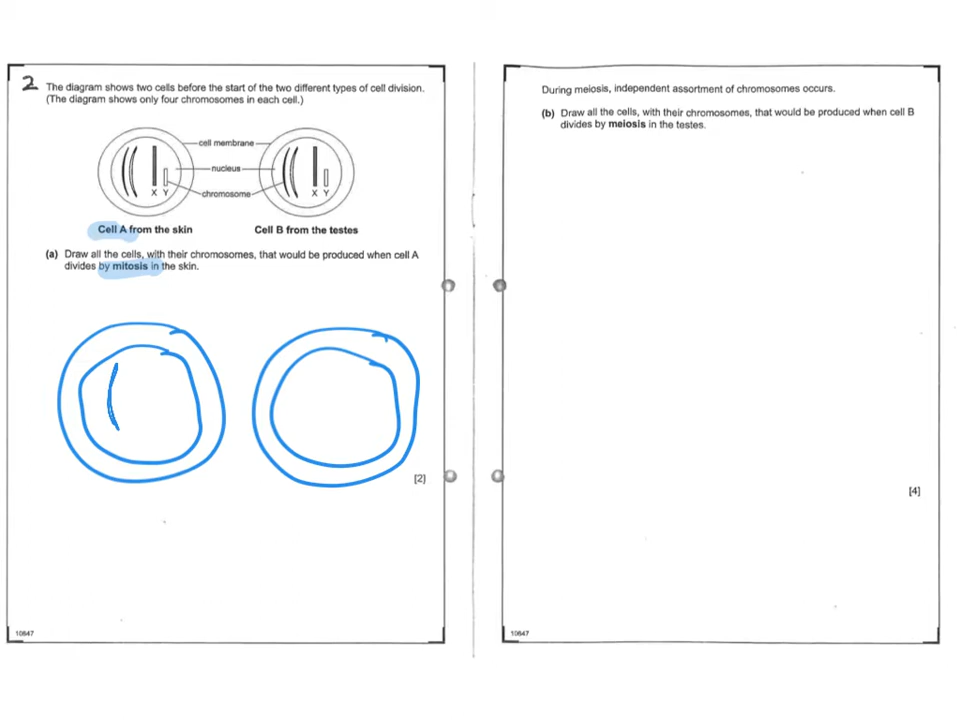 2 The diagram shows two cells before the start of the two different types of cell division.
(The diagram shows only four chromosomes in each cell.)
cell membrane
nucleus
chromosome
X Y
X Y
Cell A from the skin
Cell B from the testes
(a) Draw all the cells, with their chromosomes, that would be produced when cell A
divides by mitosis in the skin.
[2]
10847
During meiosis, independent assortment of chromosomes occurs.
(b) Draw all the cells, with their chromosomes, that would be produced when cell B
divides by meiosis in the testes.
[4]
10847